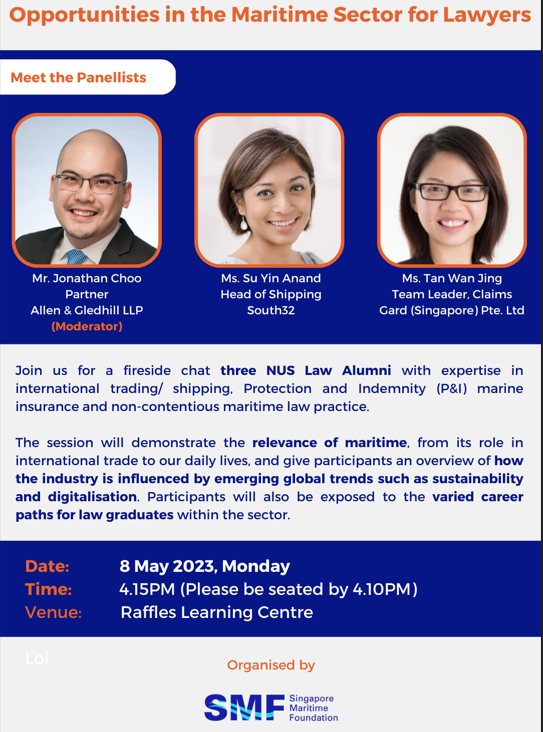 Opportunities in the Maritime Sector for Lawyers
Meet the Panellists
Mr. Jonathan Choo
Partner
Allen & Gledhill LLP
(Moderator)
Ms. Su Yin Anand
Head of Shipping
South32
Ms. Tan Wan Jing
Team Leader, Claims
Gard (Singapore) Pte. Ltd
Join us for a fireside chat three NUS Law Alumni with expertise in
international trading/ shipping, Protection and Indemnity (P&I) marine
insurance and non-contentious maritime law practice.
The session will demonstrate the relevance of maritime, from its role in
international trade to our daily lives, and give participants an overview of how
the industry is influenced by emerging global trends such as sustainability
and digitalisation. Participants will also be exposed to the varied career
paths for law graduates within the sector.
Date: 8 May 2023, Monday
Time: 4.15PM (Please be seated by 4.10PM)
Venue: Raffles Learning Centre
Loi
Organised by
SMF Singapore
Maritime
Foundation